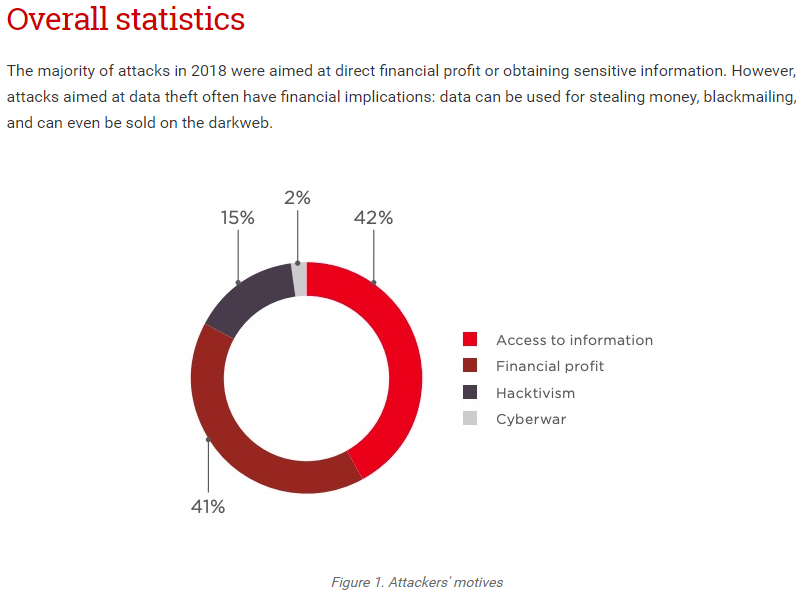 Overall statistics
The majority of attacks in 2018 were aimed at direct financial profit or obtaining sensitive information. However,
attacks aimed at data theft often have financial implications: data can be used for stealing money, blackmailing,
and can even be sold on the darkweb.
2%
15%
42%
Access to information
Financial profit
Hacktivism
Cyberwar
41%
Figure 1. Attackers' motives